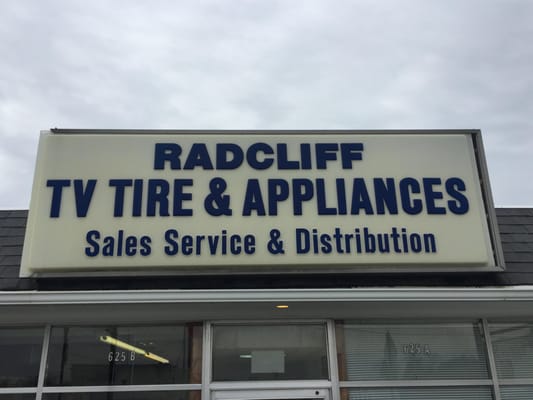 RADCLIFF
TV TIRE & APPLIANCES
Sales Service & Distribution
625 B
625 A